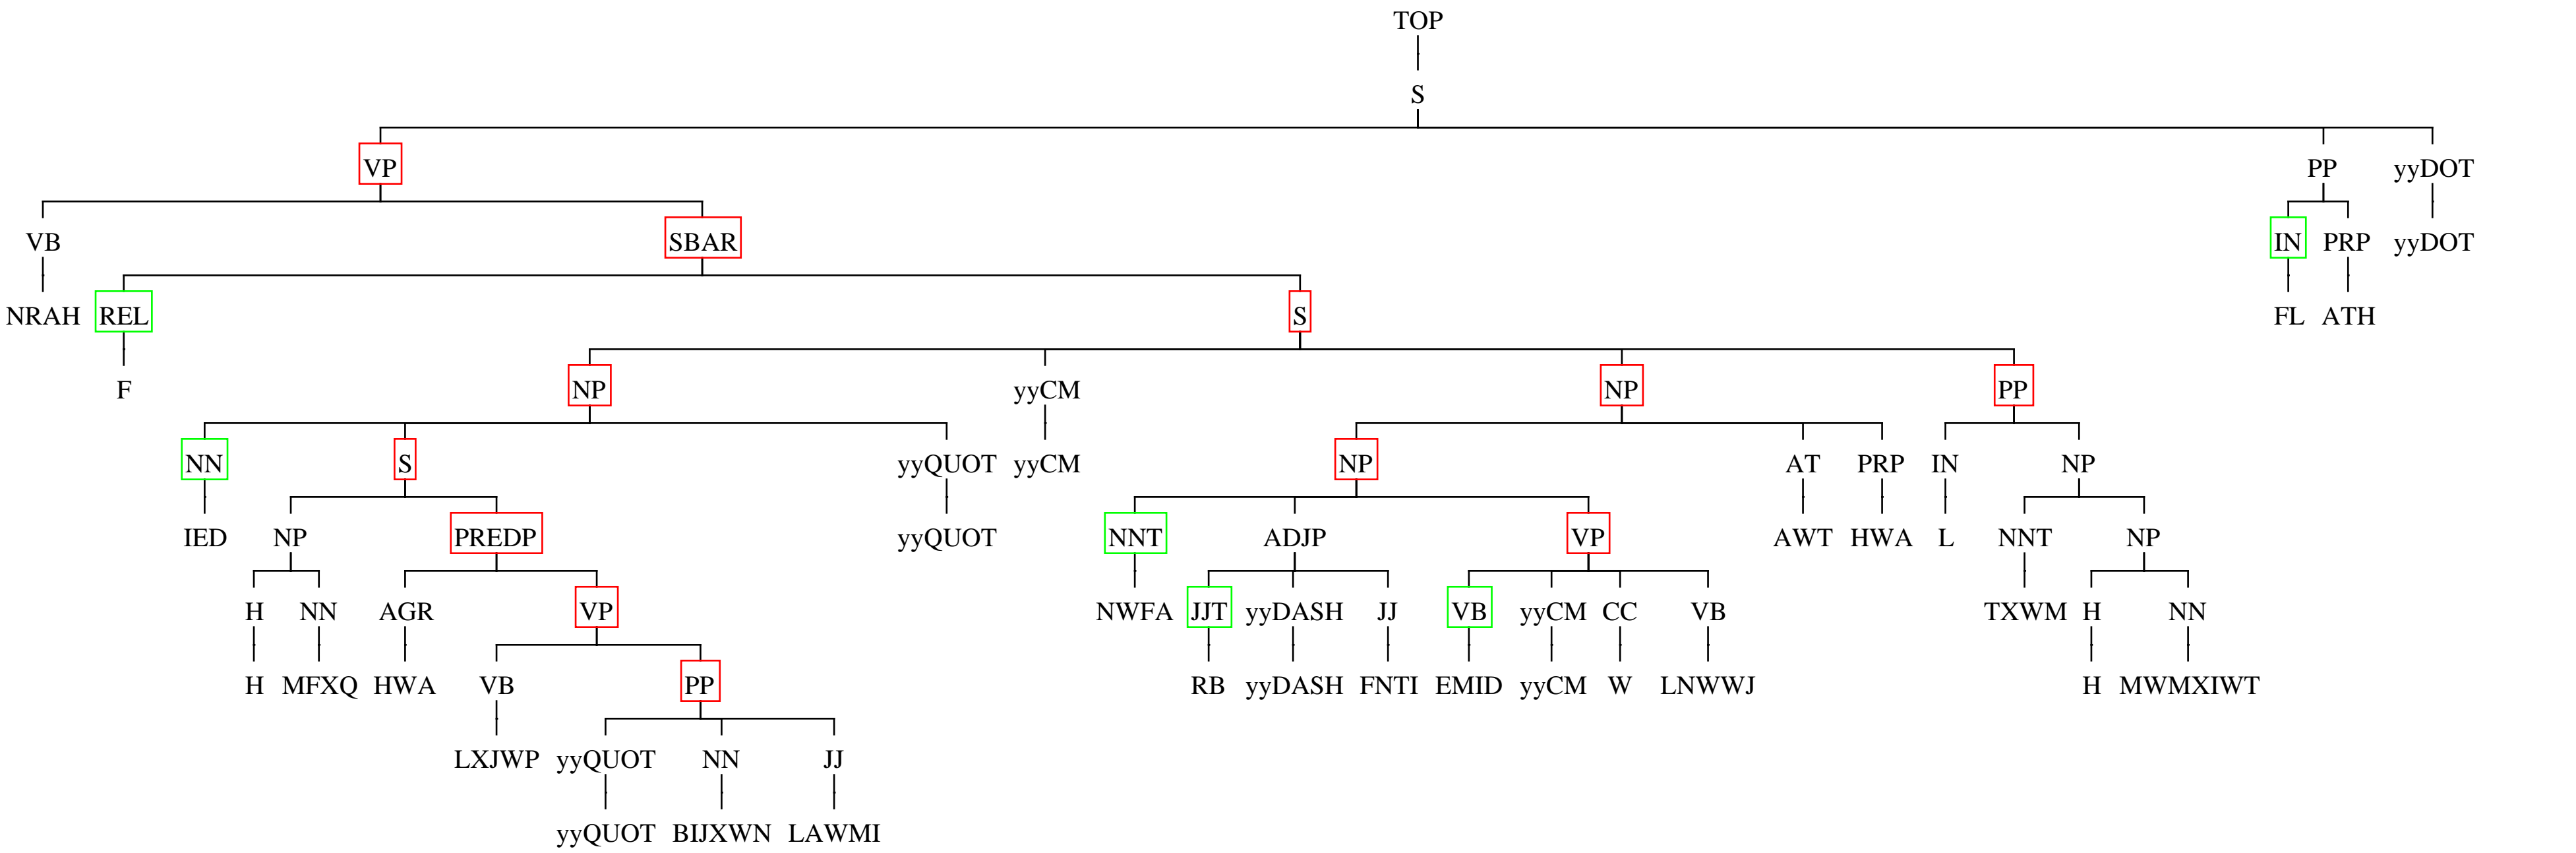 TOP
S
VP PP yyDOT
VB SBAR IN PRP yyDOT
NRAH REL S FL ATH
F NP yyCM NP PP
NN S yyQUOT yyCM NP AT PRP IN NP
IED NP PREDP yyQUOT NNT ADJP VP AWT HWA L NNT NP
H NN AGR VP NWFA JJT yyDASH JJ VB yyCM CC VB TXWM H NN
H MFXQ HWA VB PP RB yyDASH FNTI EMID yyCM W LNWWJ H MWMXIWT
LXJWP yyQUOT NN JJ
yyQUOT BIJXWN LAWMI